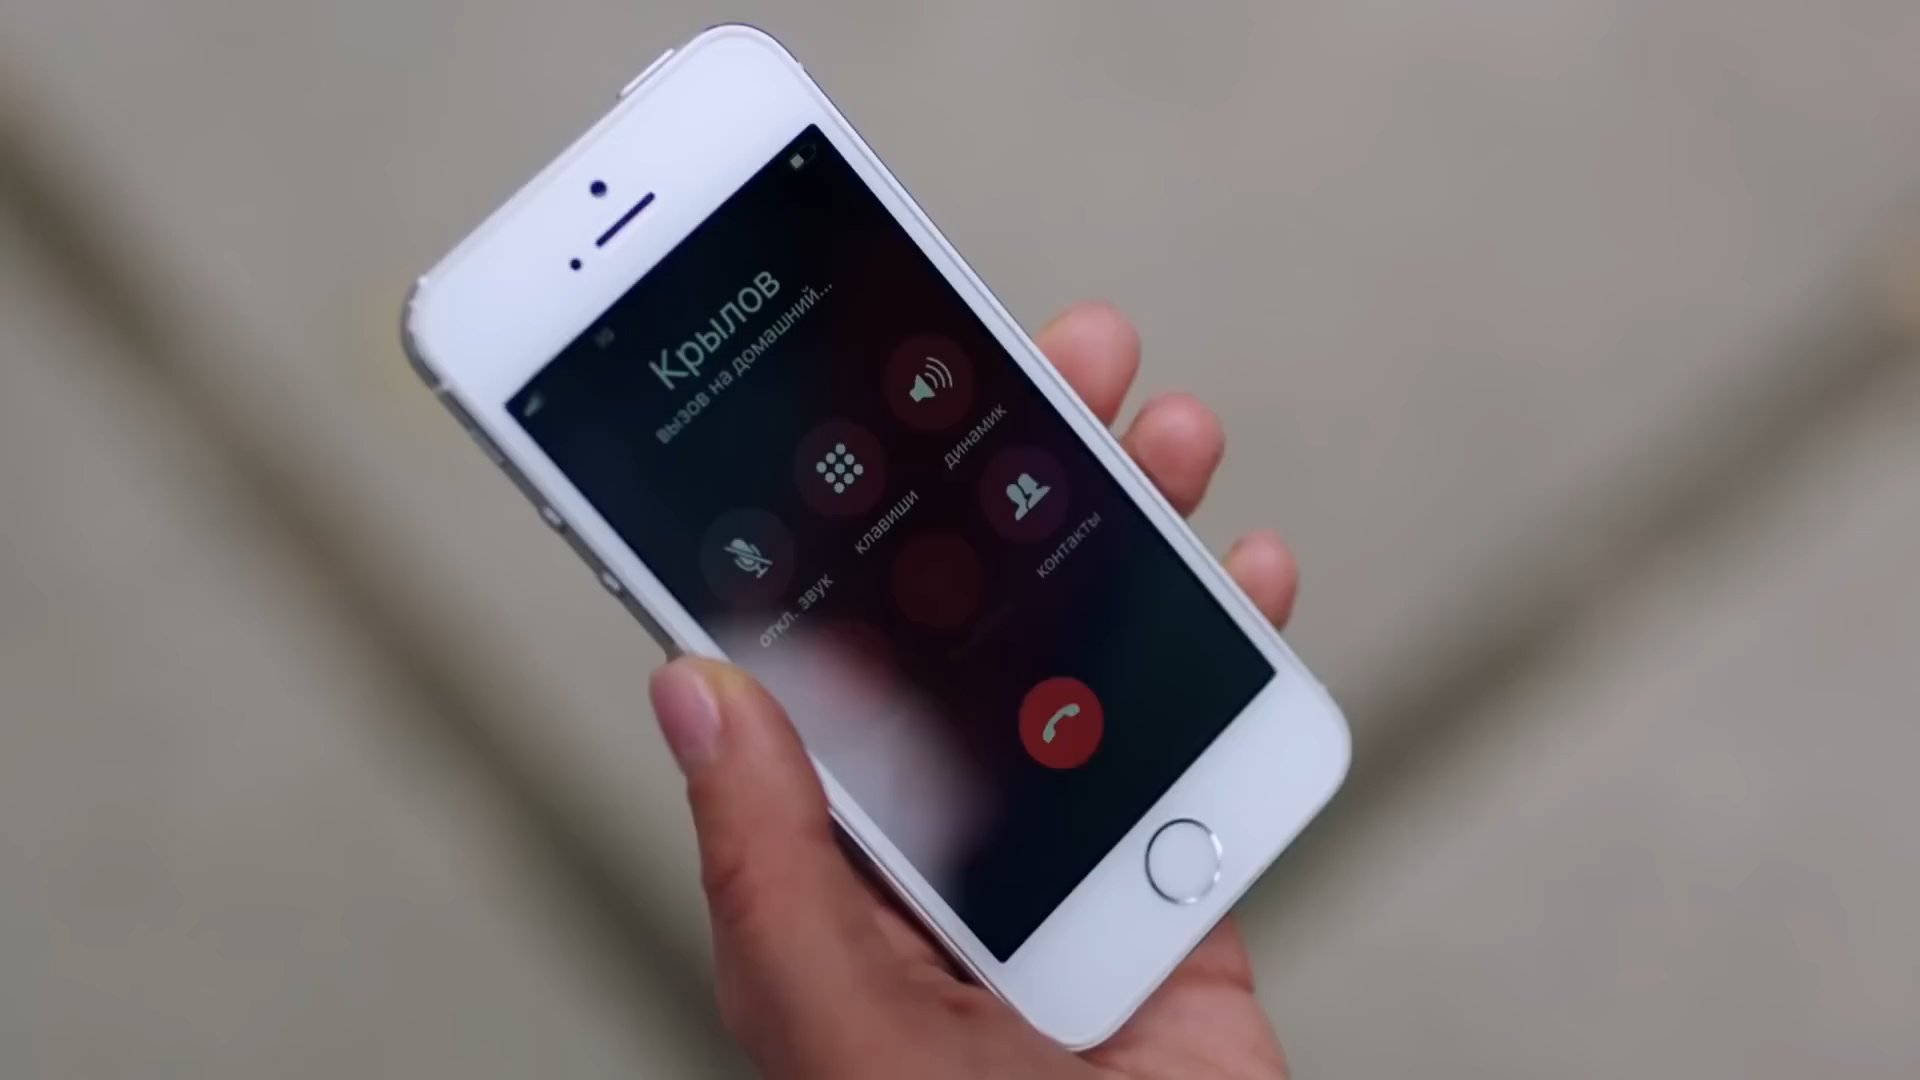 Крылов
вызов на домашний...
откл. звук
клавиши
динамик
контакты